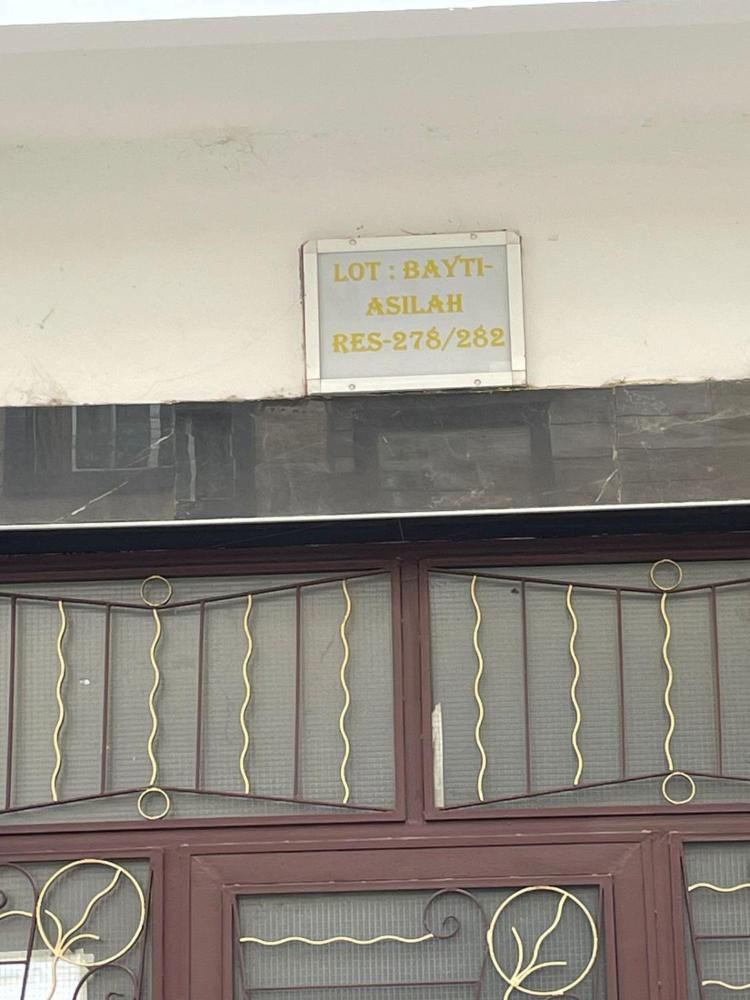 LOT : BAYTI-
ASILAH
RES-278/282